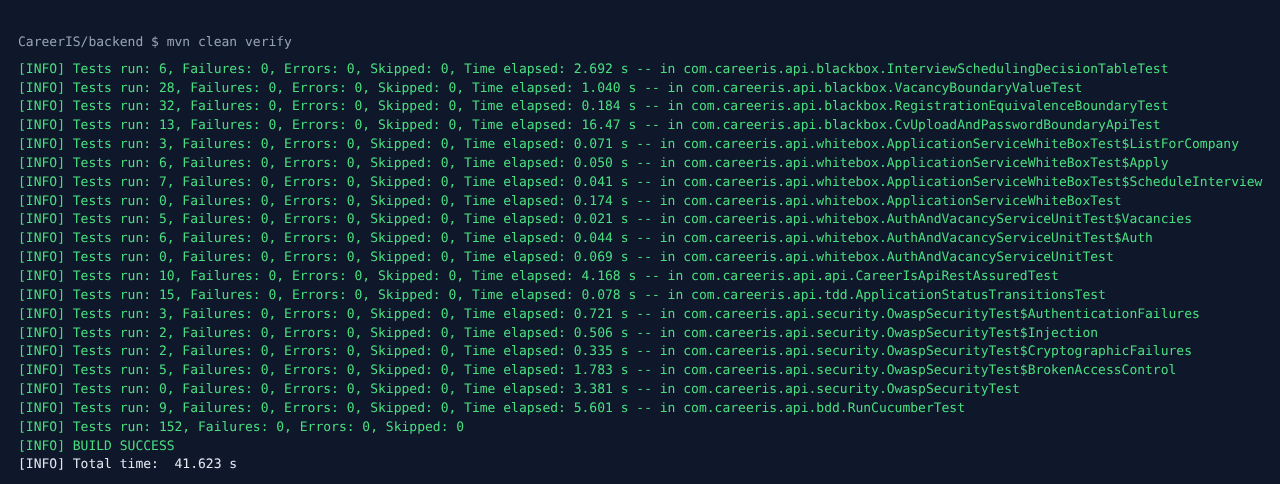 CareerIS/backend $ mvn clean verify
[INFO] Tests run: 6, Failures: 0, Errors: 0, Skipped: 0, Time elapsed: 2.692 s -- in com.careeris.api.blackbox.InterviewSchedulingDecisionTableTest
[INFO] Tests run: 28, Failures: 0, Errors: 0, Skipped: 0, Time elapsed: 1.040 s -- in com.careeris.api.blackbox.VacancyBoundaryValueTest
[INFO] Tests run: 32, Failures: 0, Errors: 0, Skipped: 0, Time elapsed: 0.184 s -- in com.careeris.api.blackbox.RegistrationEquivalenceBoundaryTest
[INFO] Tests run: 13, Failures: 0, Errors: 0, Skipped: 0, Time elapsed: 16.47 s -- in com.careeris.api.blackbox.CvUploadAndPasswordBoundaryApiTest
[INFO] Tests run: 3, Failures: 0, Errors: 0, Skipped: 0, Time elapsed: 0.071 s -- in com.careeris.api.whitebox.ApplicationServiceWhiteBoxTest$ListForCompany
[INFO] Tests run: 6, Failures: 0, Errors: 0, Skipped: 0, Time elapsed: 0.050 s -- in com.careeris.api.whitebox.ApplicationServiceWhiteBoxTest$Apply
[INFO] Tests run: 7, Failures: 0, Errors: 0, Skipped: 0, Time elapsed: 0.041 s -- in com.careeris.api.whitebox.ApplicationServiceWhiteBoxTest$ScheduleInterview
[INFO] Tests run: 0, Failures: 0, Errors: 0, Skipped: 0, Time elapsed: 0.174 s -- in com.careeris.api.whitebox.ApplicationServiceWhiteBoxTest
[INFO] Tests run: 5, Failures: 0, Errors: 0, Skipped: 0, Time elapsed: 0.021 s -- in com.careeris.api.whitebox.AuthAndVacancyServiceUnitTest$Vacancies
[INFO] Tests run: 6, Failures: 0, Errors: 0, Skipped: 0, Time elapsed: 0.044 s -- in com.careeris.api.whitebox.AuthAndVacancyServiceUnitTest$Auth
[INFO] Tests run: 0, Failures: 0, Errors: 0, Skipped: 0, Time elapsed: 0.069 s -- in com.careeris.api.whitebox.AuthAndVacancyServiceUnitTest
[INFO] Tests run: 10, Failures: 0, Errors: 0, Skipped: 0, Time elapsed: 4.168 s -- in com.careeris.api.api.CareerIsApiRestAssuredTest
[INFO] Tests run: 15, Failures: 0, Errors: 0, Skipped: 0, Time elapsed: 0.078 s -- in com.careeris.api.tdd.ApplicationStatusTransitionsTest
[INFO] Tests run: 3, Failures: 0, Errors: 0, Skipped: 0, Time elapsed: 0.721 s -- in com.careeris.api.security.OwaspSecurityTest$AuthenticationFailures
[INFO] Tests run: 2, Failures: 0, Errors: 0, Skipped: 0, Time elapsed: 0.506 s -- in com.careeris.api.security.OwaspSecurityTest$Injection
[INFO] Tests run: 2, Failures: 0, Errors: 0, Skipped: 0, Time elapsed: 0.335 s -- in com.careeris.api.security.OwaspSecurityTest$CryptographicFailures
[INFO] Tests run: 5, Failures: 0, Errors: 0, Skipped: 0, Time elapsed: 1.783 s -- in com.careeris.api.security.OwaspSecurityTest$BrokenAccessControl
[INFO] Tests run: 0, Failures: 0, Errors: 0, Skipped: 0, Time elapsed: 3.381 s -- in com.careeris.api.security.OwaspSecurityTest
[INFO] Tests run: 9, Failures: 0, Errors: 0, Skipped: 0, Time elapsed: 5.601 s -- in com.careeris.api.bdd.RunCucumberTest
[INFO] Tests run: 152, Failures: 0, Errors: 0, Skipped: 0
[INFO] BUILD SUCCESS
[INFO] Total time:  41.623 s